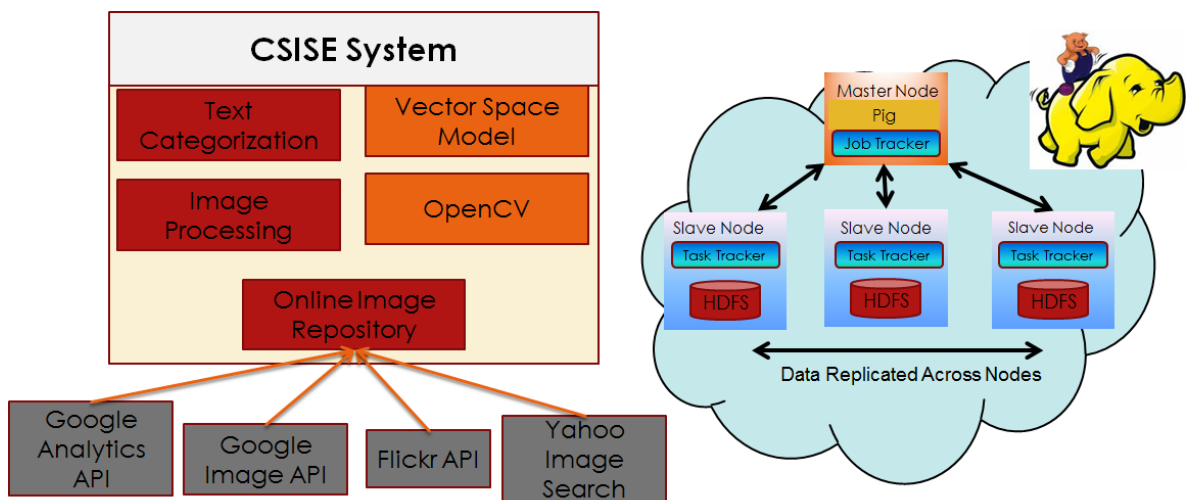 CSISE System
Text
Categorization
Vector Space
Model
Image
Processing
OpenCV
Online Image
Repository
Google
Analytics
API
Google
Image API
Flickr API
Yahoo
Image
Search
Master Node
Pig
Job Tracker
Slave Node
Task Tracker
HDFS
Slave Node
Task Tracker
HDFS
Slave Node
Task Tracker
HDFS
Data Replicated Across Nodes